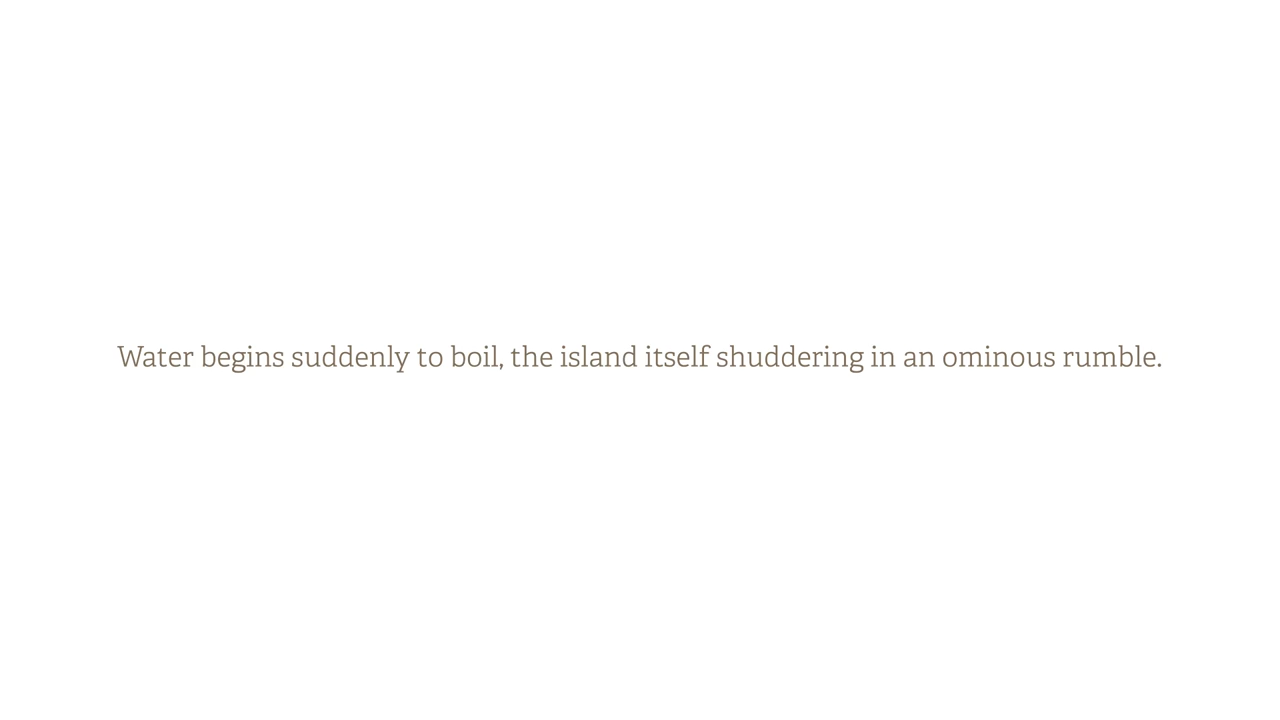 Water begins suddenly to boil, the island itself shuddering in an ominous rumble.